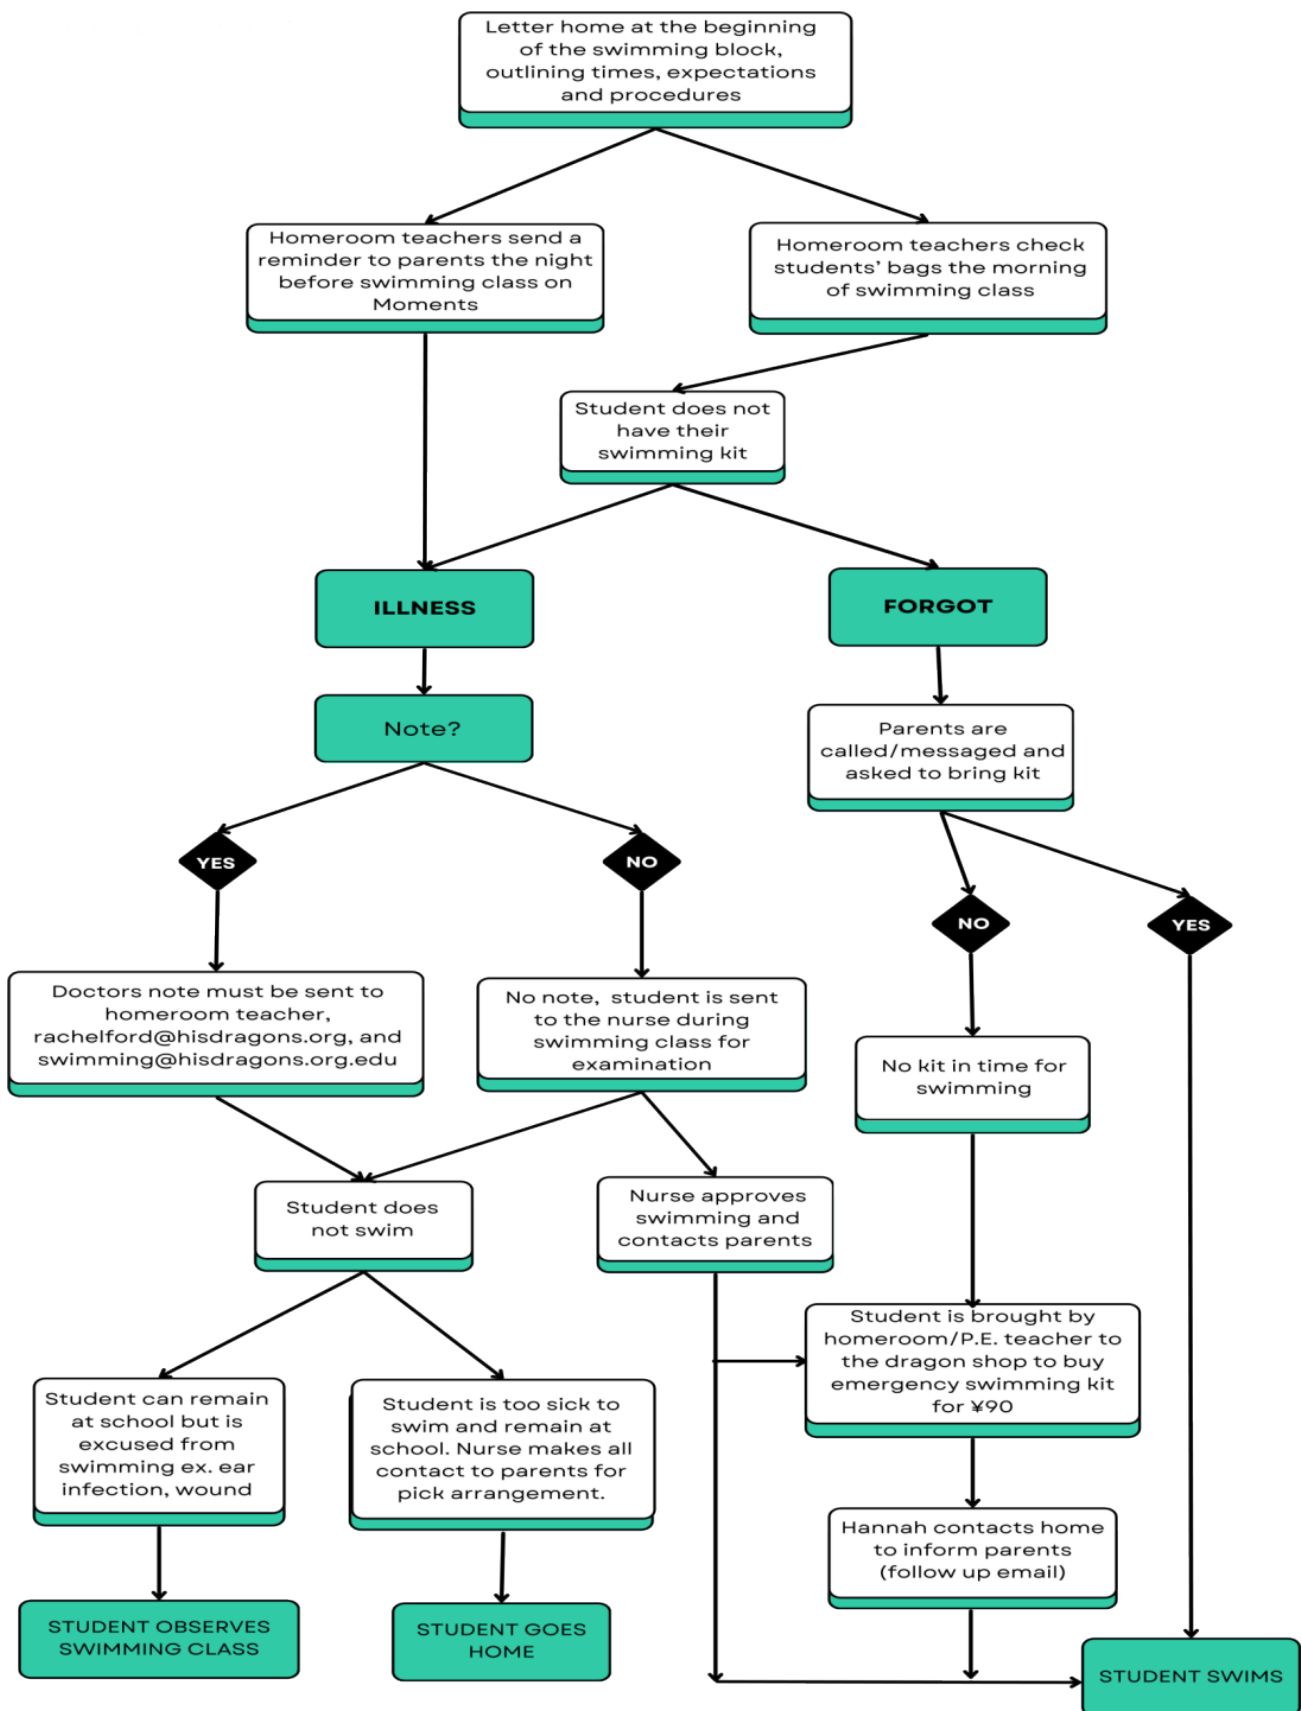 Letter home at the beginning
of the swimming block,
outlining times, expectations
and procedures
Homeroom teachers send a
reminder to parents the night
before swimming class on
Moments
Homeroom teachers check
students’ bags the morning
of swimming class
Student does not
have their
swimming kit
ILLNESS
FORGOT
Note?
Parents are
called/messaged and
asked to bring kit
YES
NO
NO
YES
Doctors note must be sent to
homeroom teacher,
rachelford@hisdragons.org, and
swimming@hisdragons.org.edu
No note, student is sent
to the nurse during
swimming class for
examination
No kit in time for
swimming
Student does
not swim
Nurse approves
swimming and
contacts parents
Student is brought by
homeroom/P.E. teacher to
the dragon shop to buy
emergency swimming kit
for ¥90
Student can remain
at school but is
excused from
swimming ex. ear
infection, wound
Student is too sick to
swim and remain at
school. Nurse makes all
contact to parents for
pick arrangement.
Hannah contacts home
to inform parents
(follow up email)
STUDENT OBSERVES
SWIMMING CLASS
STUDENT GOES
HOME
STUDENT SWIMS